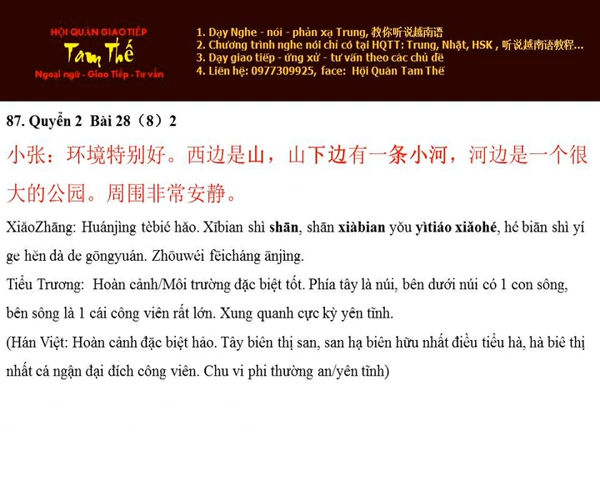 HỘI QUÁN GIAO TIẾP
Tam Thế
Ngoại ngữ - Giao Tiếp - Tư vấn
1. Dạy Nghe - nói - phản xạ Trung, 教你听说越南语
2. Chương trình nghe nói chỉ có tại HQTT: Trung, Nhật, HSK , 听说越南语教程...
3. Dạy giao tiếp - ứng xử - tư vấn theo các chủ đề
4. Liên hệ: 0977309925, face: Hội Quán Tam Thế
87. Quyển 2 Bài 28（8）2
小张：环境特别好。西边是山，山下边有一条小河，河边是一个很
大的公园。周围非常安静。
XiǎoZhāng: Huánjìng tèbié hǎo. Xībian shì shān, shān xiàbian yǒu yìtiáo xiǎohé, hé biān shì yí
ge hěn dà de gōngyuán. Zhōuwéi fēicháng ānjìng.
Tiểu Trương: Hoàn cảnh/Môi trường đặc biệt tốt. Phía tây là núi, bên dưới núi có 1 con sông,
bên sông là 1 cái công viên rất lớn. Xung quanh cực kỳ yên tĩnh.
(Hán Việt: Hoàn cảnh đặc biệt hảo. Tây biên thị san, san hạ biên hữu nhất điều tiểu hà, hà biê thị
nhất cá ngận đại đích công viên. Chu vi phi thường an/yên tĩnh)